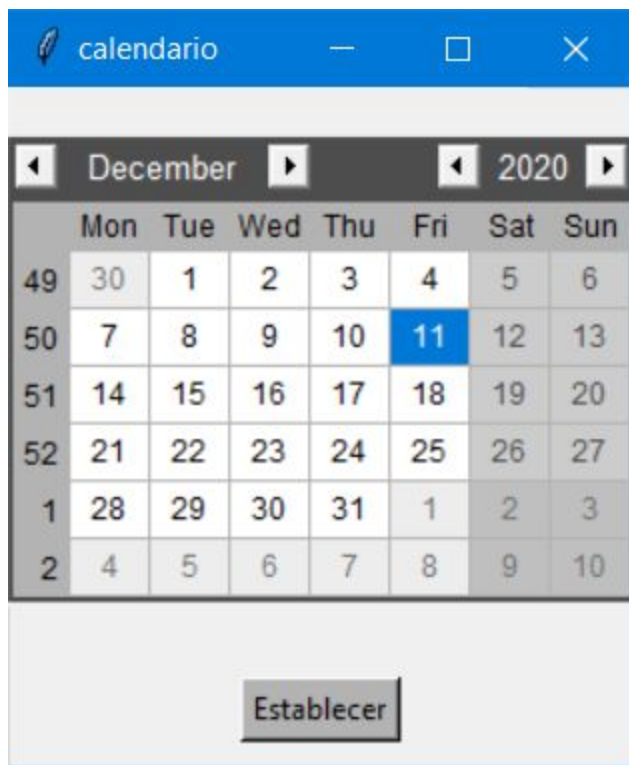 calendario
December 2020
Mon Tue Wed Thu Fri Sat Sun
49 30 1 2 3 4 5 6
50 7 8 9 10 11 12 13
51 14 15 16 17 18 19 20
52 21 22 23 24 25 26 27
1 28 29 30 31 1 2 3
2 4 5 6 7 8 9 10
Establecer